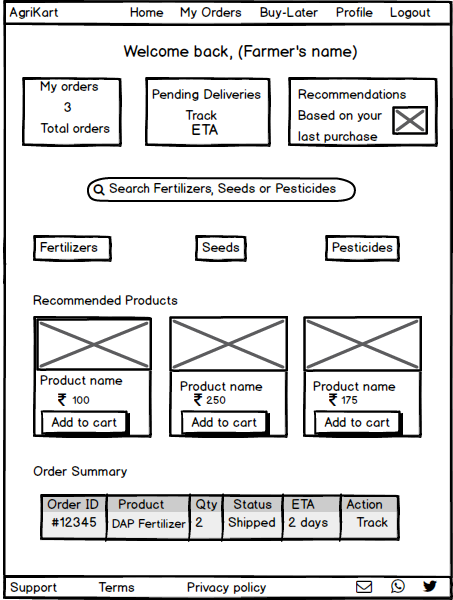 AgriKart Home My Orders Buy-Later Profile Logout
Welcome back, (Farmer's name)
My orders
3
Total orders
Pending Deliveries
Track
ETA
Recommendations
Based on your
last purchase
Search Fertilizers, Seeds or Pesticides
Fertilizers Seeds Pesticides
Recommended Products
Product name
₹ 100
Add to cart
Product name
₹ 250
Add to cart
Product name
₹ 175
Add to cart
Order Summary
Order ID Product Qty Status ETA Action
#12345 DAP Fertilizer 2 Shipped 2 days Track
Support Terms Privacy policy